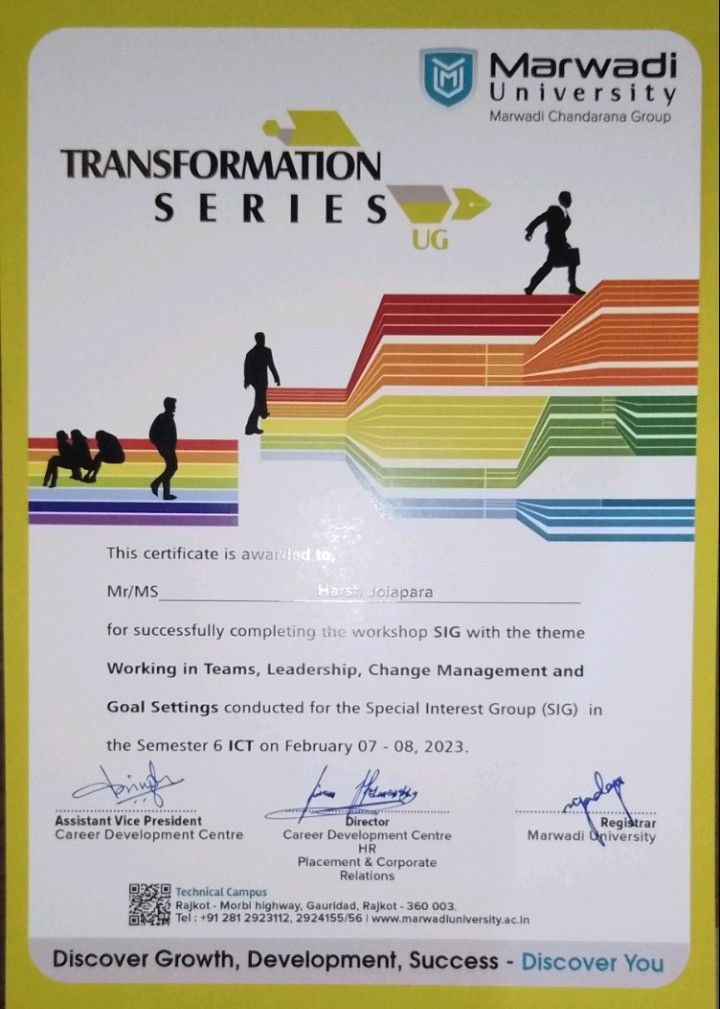 Marwadi
University
Marwadi Chandarana Group
TRANSFORMATION
SERIES
UG
This certificate is awarded to,
Mr/MS Harsh Jolapara
for successfully completing the workshop SIG with the theme
Working in Teams, Leadership, Change Management and
Goal Settings conducted for the Special Interest Group (SIG) in
the Semester 6 ICT on February 07 - 08, 2023.
Assistant Vice President
Career Development Centre
Director
Career Development Centre
HR
Placement & Corporate
Relations
Registrar
Marwadi University
Technical Campus
Rajkot - Morbi highway, Gauridad, Rajkot - 360 003.
Tel : +91 281 2923112, 2924155/56 | www.marwadiuniversity.ac.in
Discover Growth, Development, Success - Discover You